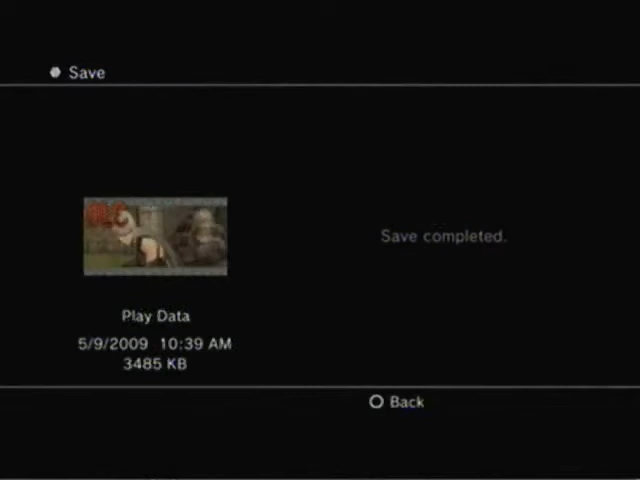 Save
Save completed.
Play Data
5/9/2009 10:39 AM
3485 KB
Back